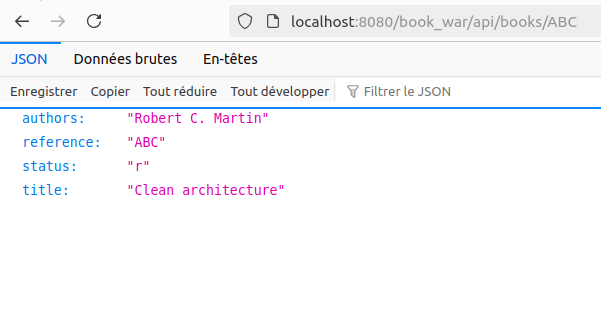 localhost:8080/book_war/api/books/ABC
JSON Données brutes En-têtes
Enregistrer Copier Tout réduire Tout développer Filtrer le JSON
authors: "Robert C. Martin"
reference: "ABC"
status: "r"
title: "Clean architecture"